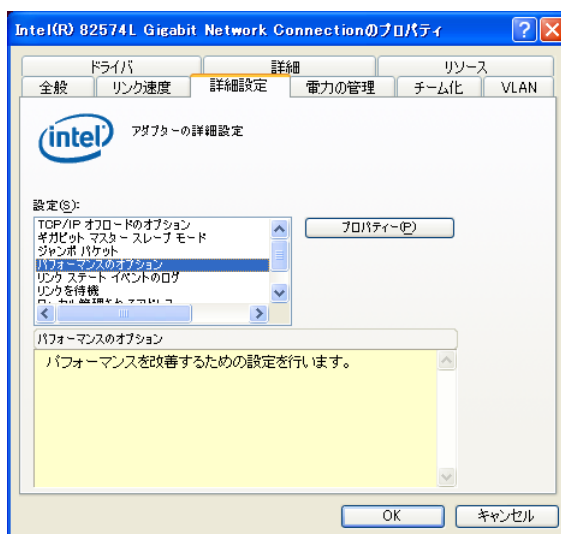 Intel(R) 82574L Gigabit Network Connectionのプロパティ
ドライバ 詳細 リソース
全般 リンク速度 詳細設定 電力の管理 チーム化 VLAN
intel
アダプターの詳細設定
設定(S):
TCP/IP オフロードのオプション
ギガビット マスター スレーブ モード
ジャンボ パケット
パフォーマンスのオプション
リンク ステート イベントのログ
リンクを待機
プロパティー(P)
パフォーマンスのオプション
パフォーマンスを改善するための設定を行います。
OK キャンセル